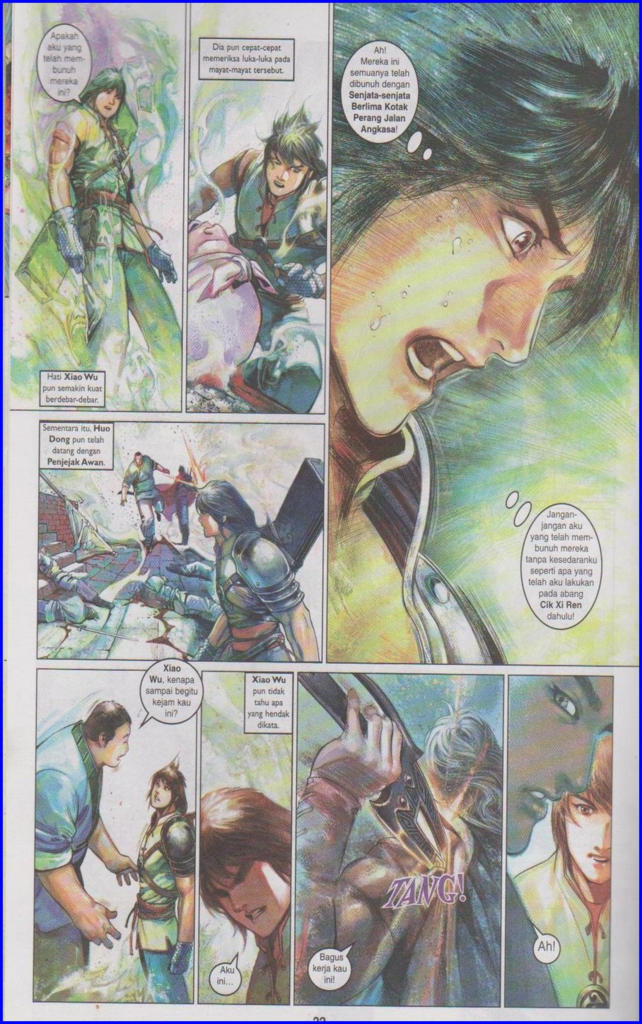 Apakah
aku yang
telah mem-
bunuh
mereka
ini?
Hati Xiao Wu
pun semakin kuat
berdebar-debar.
Dia pun cepat-cepat
memeriksa luka-luka pada
mayat-mayat tersebut.
Ah!
Mereka ini
semuanya telah
dibunuh dengan
Senjata-senjata
Berlima Kotak
Perang Jalan
Angkasa!
Jangan-
jangan aku
yang telah mem-
bunuh mereka
tanpa kesedaranku
seperti apa yang
telah aku lakukan
pada abang
Cik Xi Ren
dahulu!
Sementara itu, Huo
Dong pun telah
datang dengan
Penjejak Awan.
Xiao
Wu, kenapa
sampai begitu
kejam kau
ini?
Xiao Wu
pun tidak
tahu apa
yang hendak
dikata.
Aku
ini...
TANG!
Bagus
kerja kau
ini!
Ah!